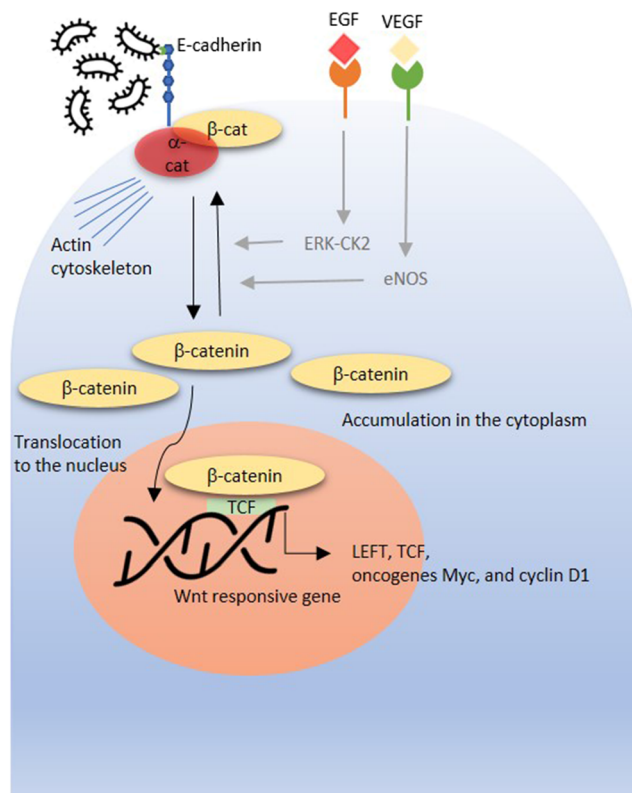 EGF
VEGF
E-cadherin
β-cat
α-
cat
Actin
cytoskeleton
ERK-CK2
eNOS
β-catenin
β-catenin
β-catenin
Accumulation in the cytoplasm
Translocation
to the nucleus
β-catenin
TCF
LEFT, TCF,
oncogenes Myc, and cyclin D1
Wnt responsive gene